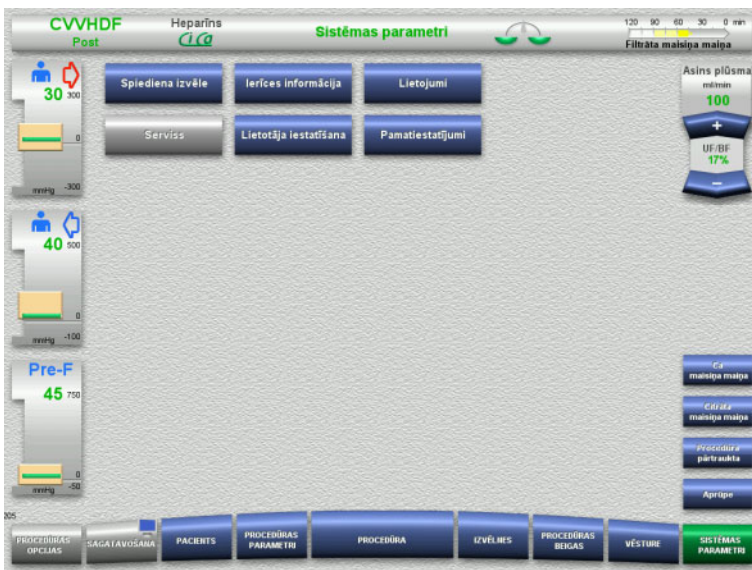 CVVHDF
Post
Heparīns
CiCa
Sistēmas parametri
120 90 60 30 0 min
Filtrāta maisiņa maiņa
30
300
0
mmHg -300
40
500
0
mmHg -100
Pre-F
45
750
0
mmHg -50
205
Spiediena izvēle
Ierīces informācija
Lietojumi
Serviss
Lietotāja iestatīšana
Pamatiestatījumi
Asins plūsma
ml/min
100
+
UF/BF
17%
−
Ca
maisiņa maiņa
Citrāta
maisiņa maiņa
Procedūra
pārtraukta
Aprūpe
PROCEDŪRAS
OPCIJAS
SAGATAVOŠANA
PACIENTS
PROCEDŪRAS
PARAMETRI
PROCEDŪRA
IZVĒLNES
PROCEDŪRAS
BEIGAS
VĒSTURE
SISTĒMAS
PARAMETRI